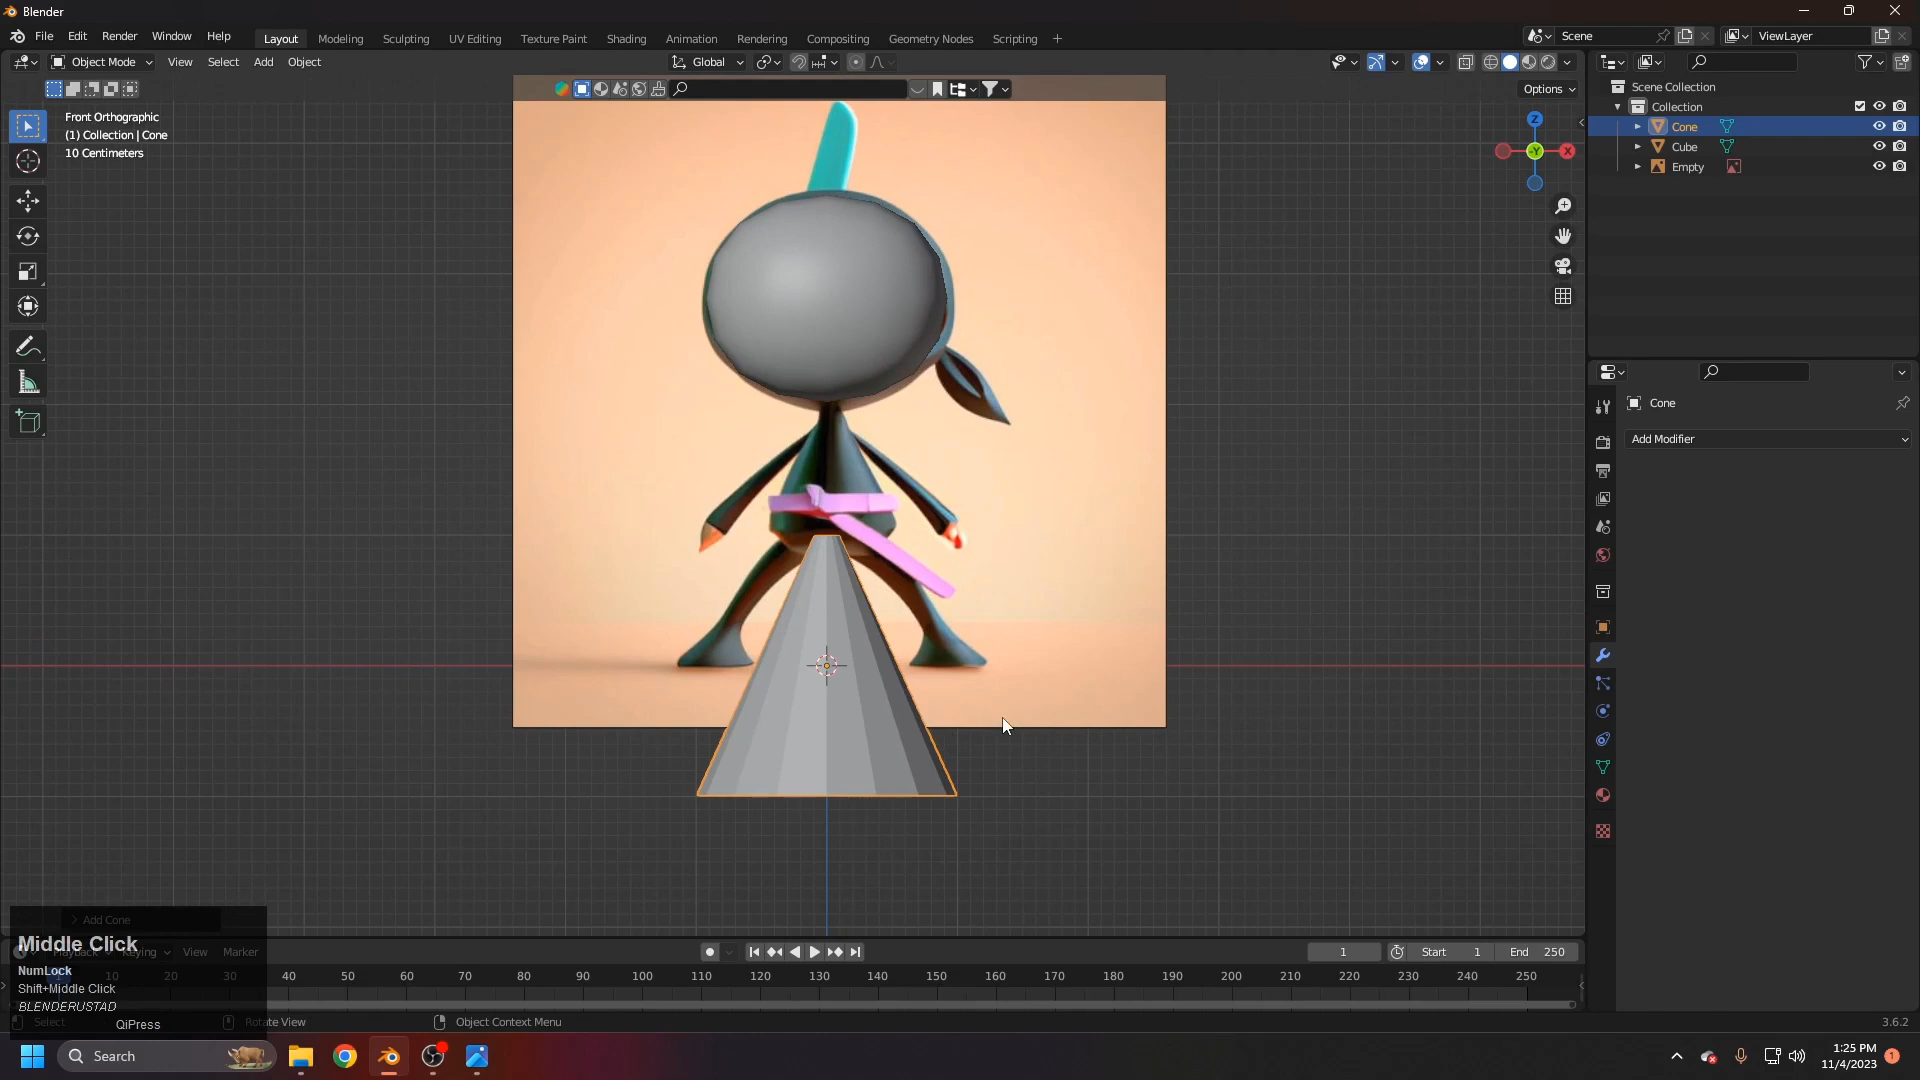 Blender
File Edit Render Window Help
Layout Modeling Sculpting UV Editing Texture Paint Shading Animation Rendering Compositing Geometry Nodes Scripting +
Scene
ViewLayer
Object Mode View Select Add Object
Global
Options
Front Orthographic
(1) Collection | Cone
10 Centimeters
Z
-Y
X
Scene Collection
Collection
Cone
Cube
Empty
Cone
Add Modifier
Add Cone
Middle Click
NumLock
Shift+Middle Click
BLENDERUSTAD
QiPress
Playback Keying View Marker
1
Start 1
End 250
10 20 30 40 50 60 70 80 90 100 110 120 130 140 150 160 170 180 190 200 210 220 230 240 250
Select
Rotate View
Object Context Menu
3.6.2
Search
1:25 PM
11/4/2023
1